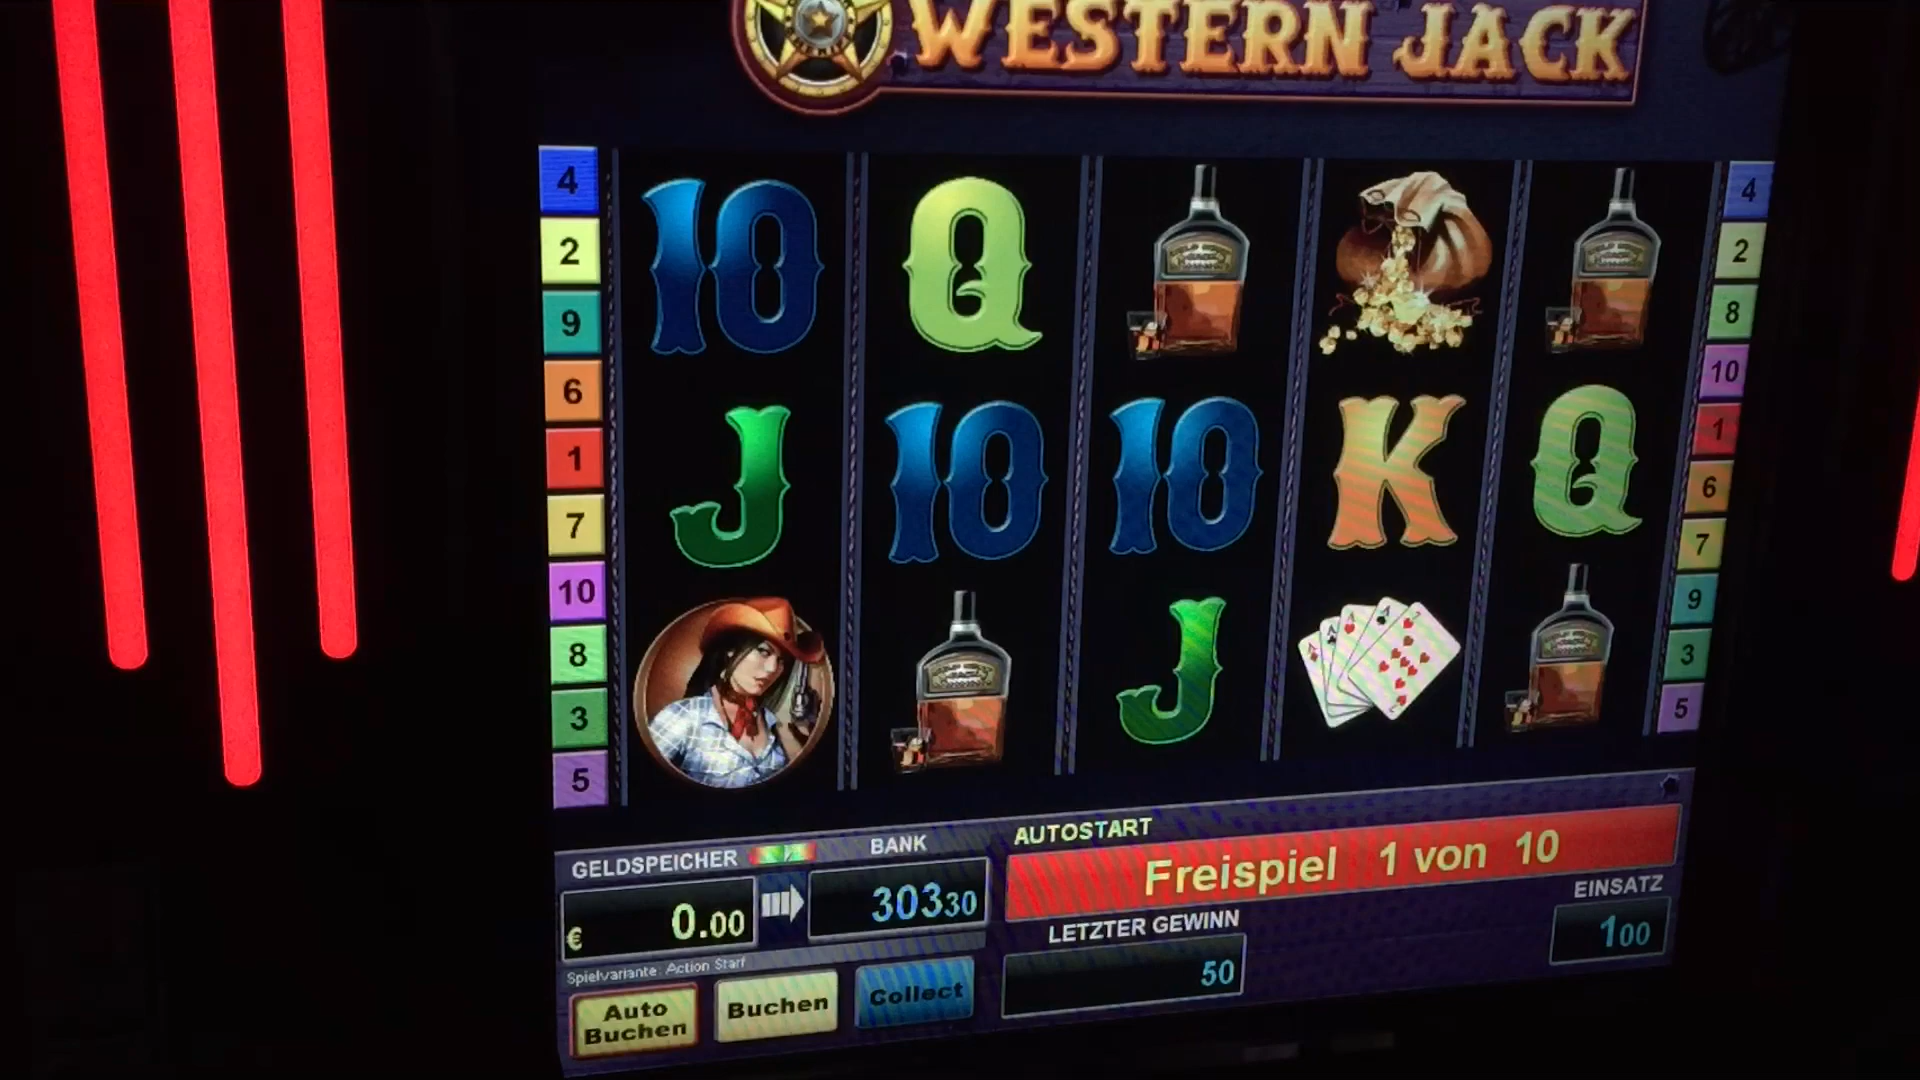 WESTERN JACK
4 10 Q 4
2 2
9 8
6 10
1 J 10 10 K Q 1
7 6
10 7
8 9
3 J 3
5 5
GELDSPEICHER BANK AUTOSTART
Freispiel 1 von 10
€ 0.00 30330
EINSATZ
LETZTER GEWINN 100
Spielvariante: Action Start
50
Auto Buchen Buchen Collect